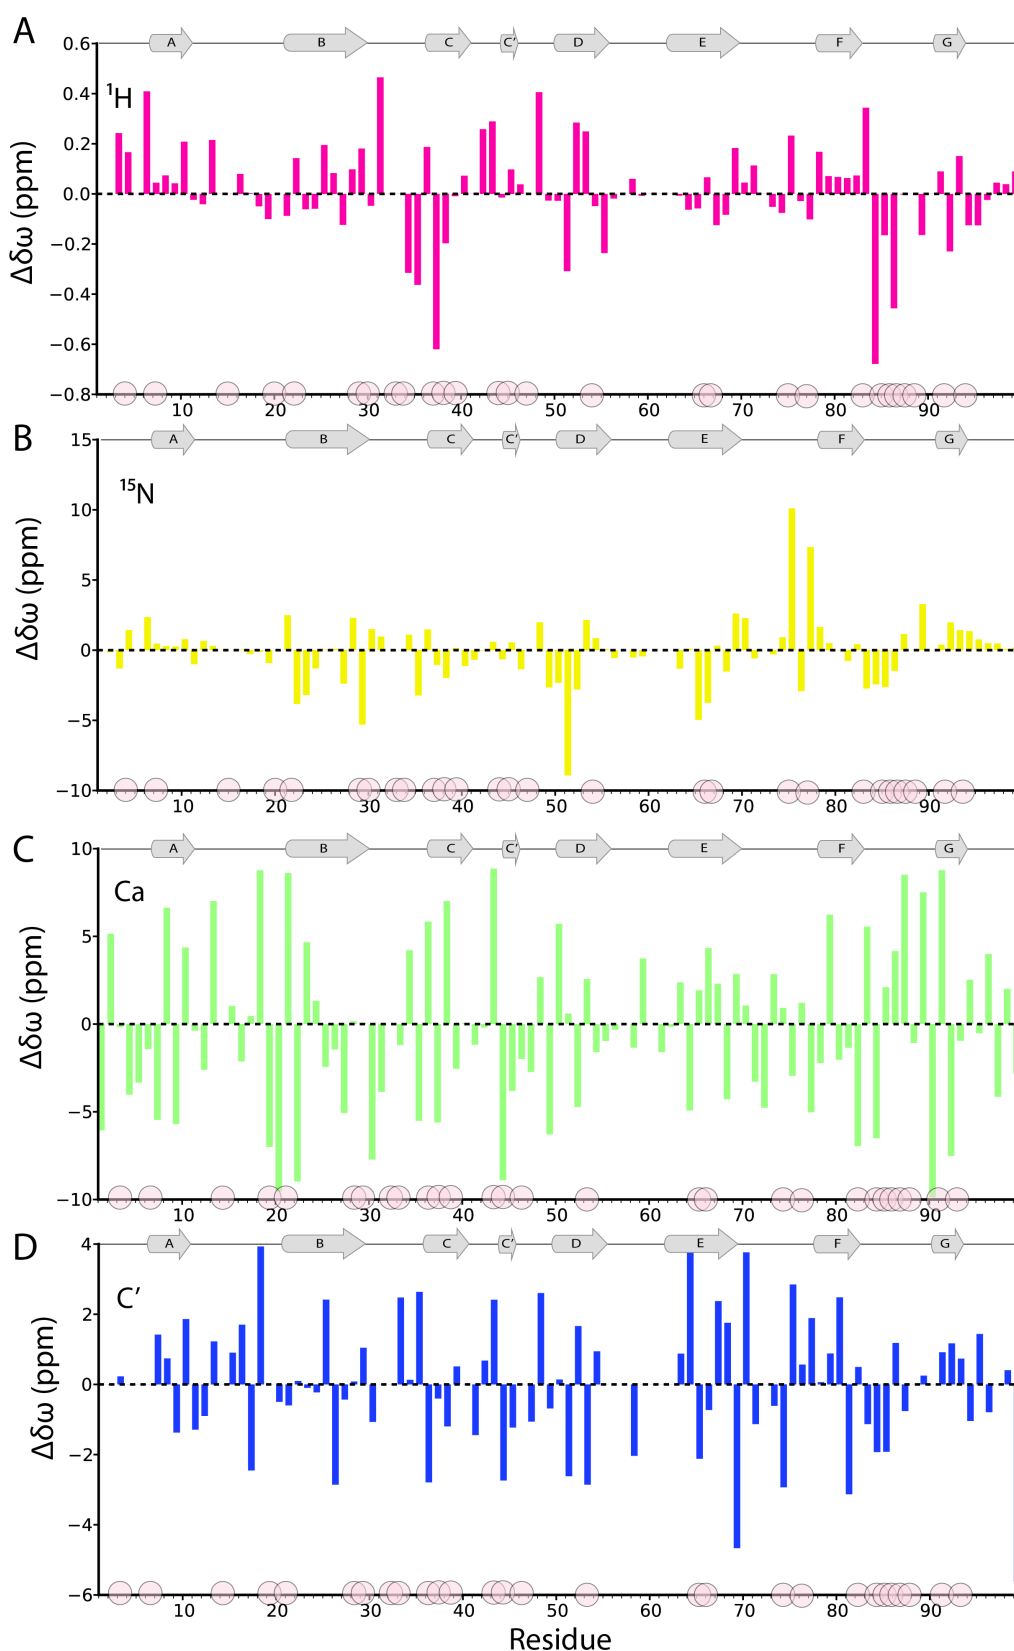 A
A B C C' D E F G
¹H
Δδω (ppm)
0.6
0.4
0.2
0.0
−0.2
−0.4
−0.6
−0.8
10 20 30 40 50 60 70 80 90
B
A B C C' D E F G
¹⁵N
Δδω (ppm)
15
10
5
0
−5
−10
10 20 30 40 50 60 70 80 90
C
A B C C' D E F G
Ca
Δδω (ppm)
10
5
0
−5
−10
10 20 30 40 50 60 70 80 90
D
A B C C' D E F G
C′
Δδω (ppm)
4
2
0
−2
−4
−6
10 20 30 40 50 60 70 80 90
Residue